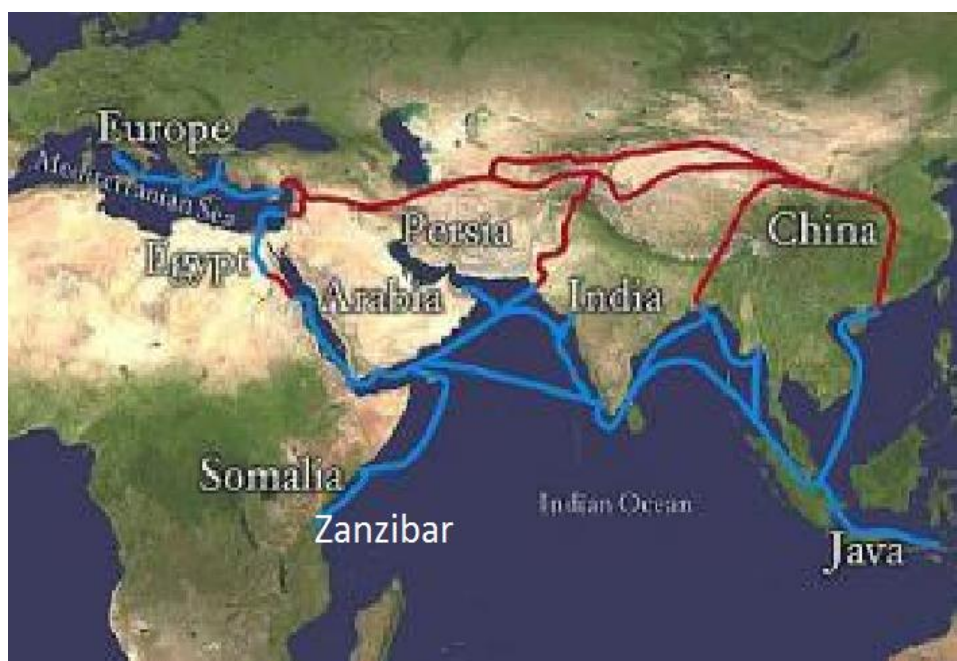 Europe
Mediterranean Sea
Egypt
Arabia
Persia
India
China
Somalia
Zanzibar
Indian Ocean
Java